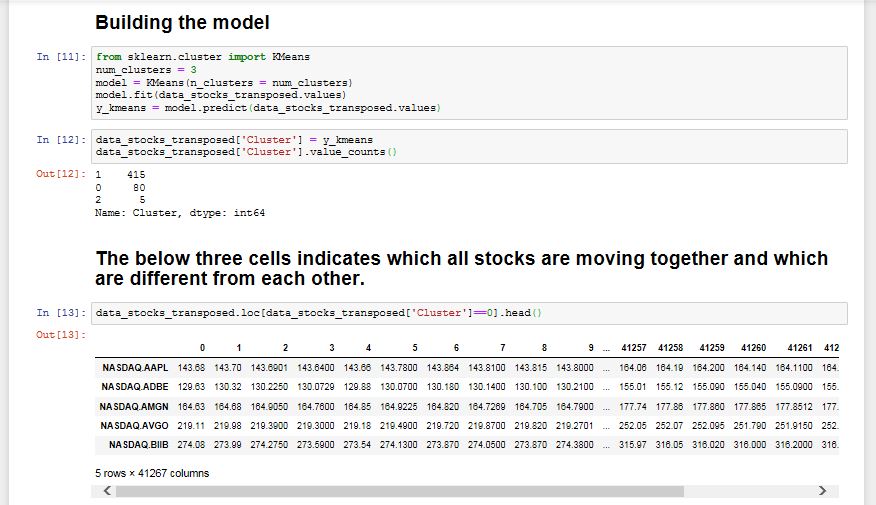 Building the model
In [11]: from sklearn.cluster import KMeans
num_clusters = 3
model = KMeans(n_clusters = num_clusters)
model.fit(data_stocks_transposed.values)
y_kmeans = model.predict(data_stocks_transposed.values)
In [12]: data_stocks_transposed['Cluster'] = y_kmeans
data_stocks_transposed['Cluster'].value_counts()
Out[12]: 1 415
0 80
2 5
Name: Cluster, dtype: int64
The below three cells indicates which all stocks are moving together and which
are different from each other.
In [13]: data_stocks_transposed.loc[data_stocks_transposed['Cluster']==0].head()
Out[13]:
0 1 2 3 4 5 6 7 8 9 ... 41257 41258 41259 41260 41261 412
NASDAQ.AAPL 143.68 143.70 143.6901 143.6400 143.66 143.7800 143.864 143.8100 143.815 143.8000 ... 164.06 164.19 164.200 164.140 164.1100 164.
NASDAQ.ADBE 129.63 130.32 130.2250 130.0729 129.88 130.0700 130.180 130.1400 130.100 130.2100 ... 155.01 155.12 155.090 155.040 155.0900 155.
NASDAQ.AMGN 164.63 164.68 164.9050 164.7600 164.85 164.9225 164.820 164.7269 164.705 164.7900 ... 177.74 177.86 177.860 177.865 177.8512 177.
NASDAQ.AVGO 219.11 219.98 219.3900 219.3000 219.18 219.4900 219.720 219.8700 219.820 219.2701 ... 252.05 252.07 252.095 251.790 251.9150 252.
NASDAQ.BIIB 274.08 273.99 274.2750 273.5900 273.54 274.1300 273.870 274.0500 273.870 274.3800 ... 315.97 316.05 316.020 316.000 316.2000 316.
5 rows × 41267 columns